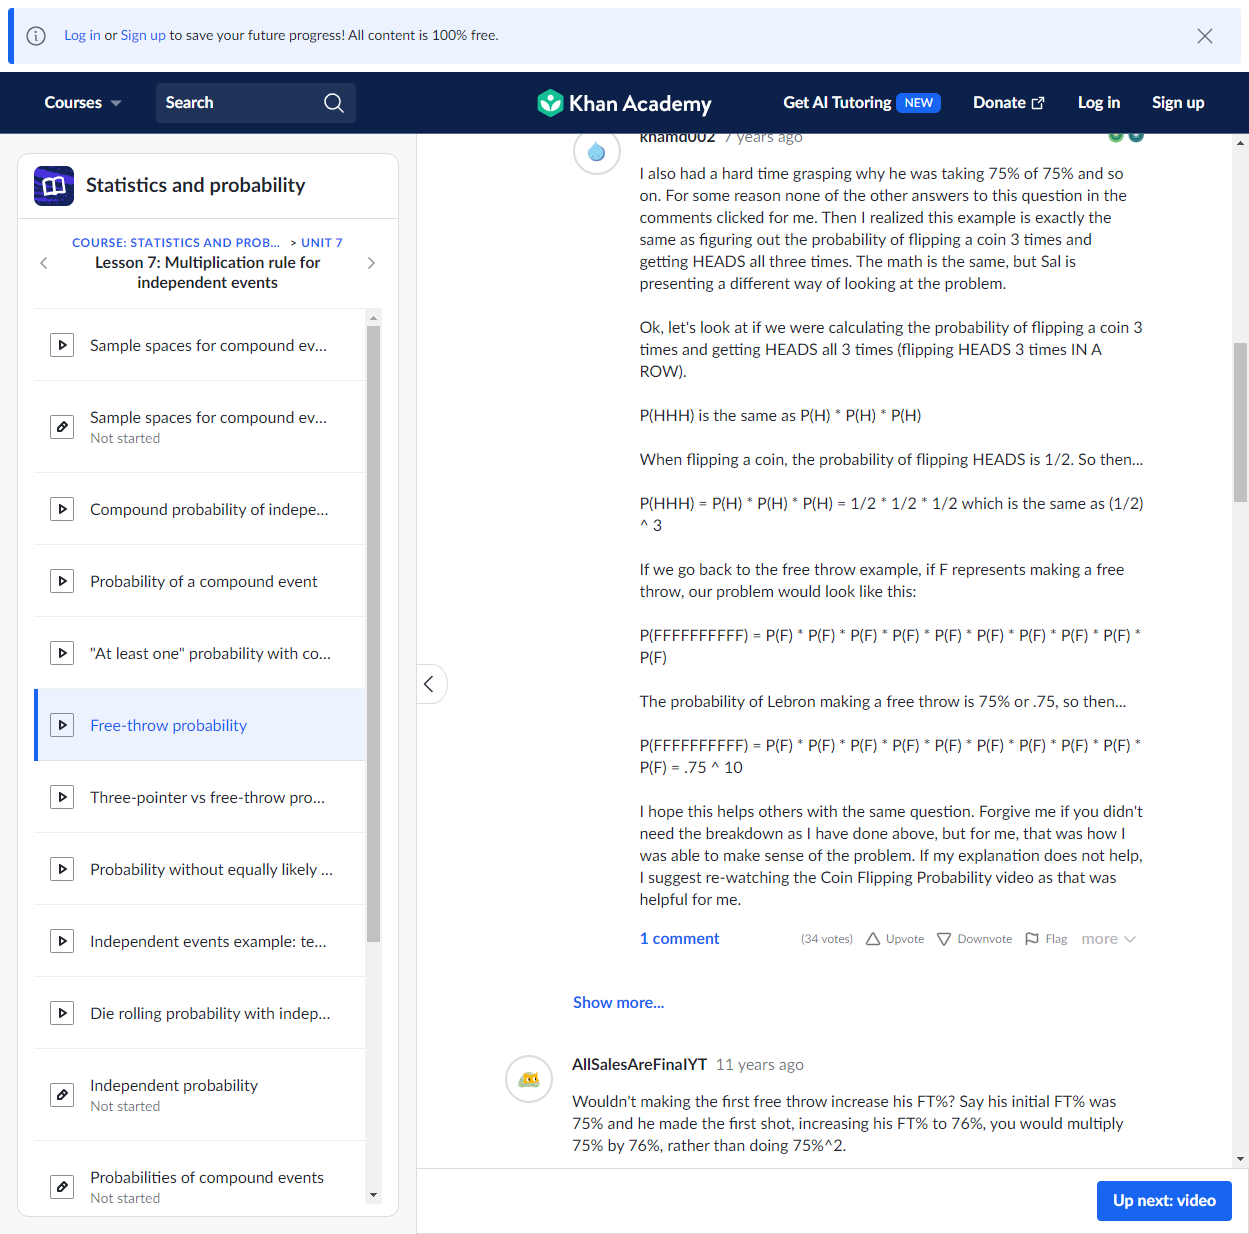 Log in or Sign up to save your future progress! All content is 100% free.
Courses
Search
Khan Academy
Get AI Tutoring NEW
Donate
Log in
Sign up
Statistics and probability
COURSE: STATISTICS AND PROB... > UNIT 7
Lesson 7: Multiplication rule for
independent events
Sample spaces for compound ev...
Sample spaces for compound ev...
Not started
Compound probability of indepe...
Probability of a compound event
"At least one" probability with co...
Free-throw probability
Three-pointer vs free-throw pro...
Probability without equally likely ...
Independent events example: te...
Die rolling probability with indep...
Independent probability
Not started
Probabilities of compound events
Not started
khamd002 7 years ago
I also had a hard time grasping why he was taking 75% of 75% and so
on. For some reason none of the other answers to this question in the
comments clicked for me. Then I realized this example is exactly the
same as figuring out the probability of flipping a coin 3 times and
getting HEADS all three times. The math is the same, but Sal is
presenting a different way of looking at the problem.
Ok, let's look at if we were calculating the probability of flipping a coin 3
times and getting HEADS all 3 times (flipping HEADS 3 times IN A
ROW).
P(HHH) is the same as P(H) * P(H) * P(H)
When flipping a coin, the probability of flipping HEADS is 1/2. So then...
P(HHH) = P(H) * P(H) * P(H) = 1/2 * 1/2 * 1/2 which is the same as (1/2)
^ 3
If we go back to the free throw example, if F represents making a free
throw, our problem would look like this:
P(FFFFFFFFFF) = P(F) * P(F) * P(F) * P(F) * P(F) * P(F) * P(F) * P(F) * P(F) *
P(F)
The probability of Lebron making a free throw is 75% or .75, so then...
P(FFFFFFFFFF) = P(F) * P(F) * P(F) * P(F) * P(F) * P(F) * P(F) * P(F) * P(F) *
P(F) = .75 ^ 10
I hope this helps others with the same question. Forgive me if you didn't
need the breakdown as I have done above, but for me, that was how I
was able to make sense of the problem. If my explanation does not help,
I suggest re-watching the Coin Flipping Probability video as that was
helpful for me.
1 comment (34 votes) Upvote Downvote Flag more
Show more...
AllSalesAreFinalYT 11 years ago
Wouldn't making the first free throw increase his FT%? Say his initial FT% was
75% and he made the first shot, increasing his FT% to 76%, you would multiply
75% by 76%, rather than doing 75%^2.
Up next: video